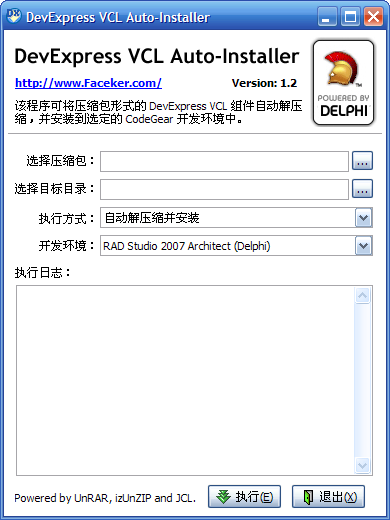 DevExpress VCL Auto-Installer
DevExpress VCL Auto-Installer
http://www.Faceker.com/ Version: 1.2
该程序可将压缩包形式的 DevExpress VCL 组件自动解压
缩，并安装到选定的 CodeGear 开发环境中。
POWERED BY
DELPHI
选择压缩包： ...
选择目标目录： ...
执行方式： 自动解压缩并安装
开发环境： RAD Studio 2007 Architect (Delphi)
执行日志：
Powered by UnRAR, izUnZIP and JCL. 执行(E) 退出(X)